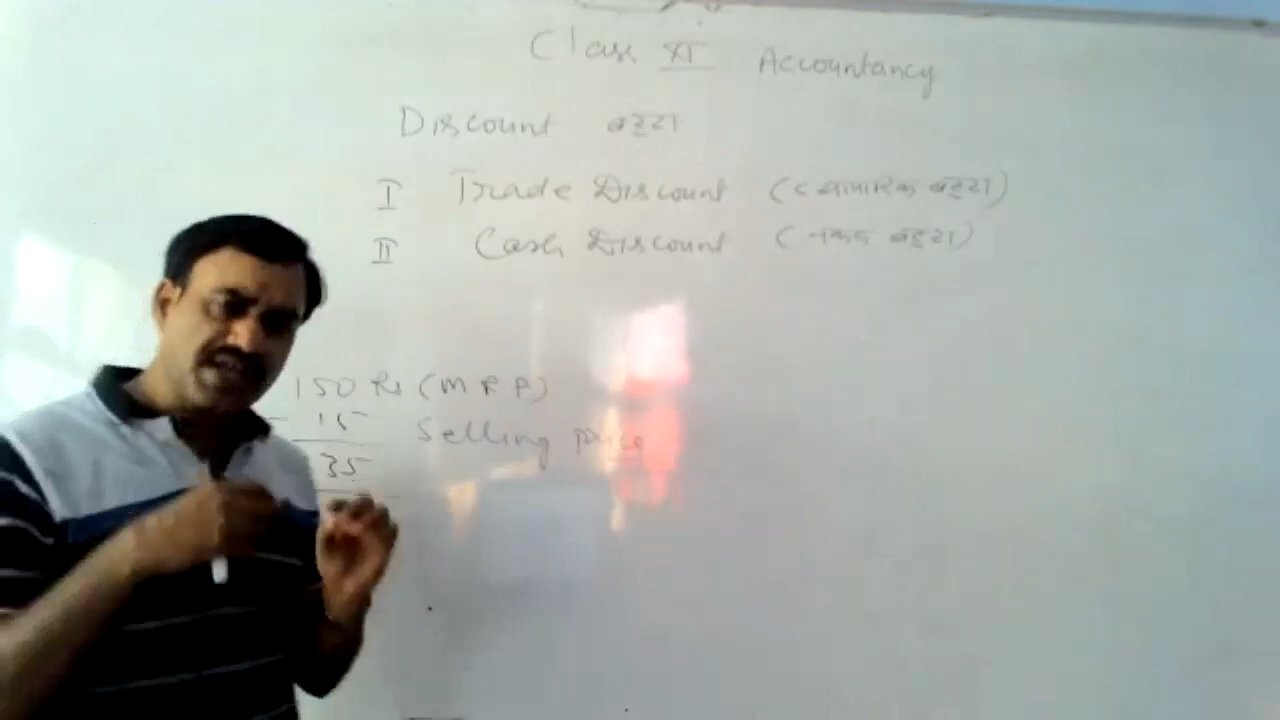 Class XI Accountancy
Discount बट्टा
I Trade Discount (व्यापारिक बट्टा)
II Cash Discount (नकद बट्टा)
150 Rs (MRP)
- 15 Selling price
35